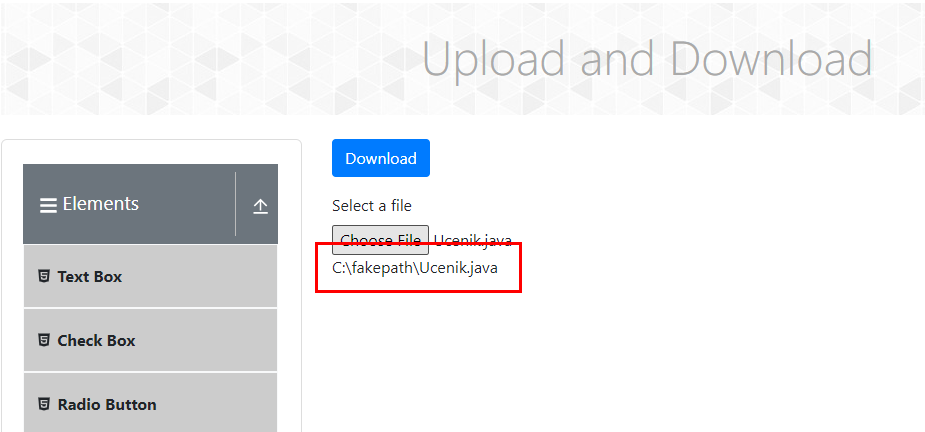 Upload and Download
Elements
Text Box
Check Box
Radio Button
Download
Select a file
Choose File Ucenik.java
C:\fakepath\Ucenik.java